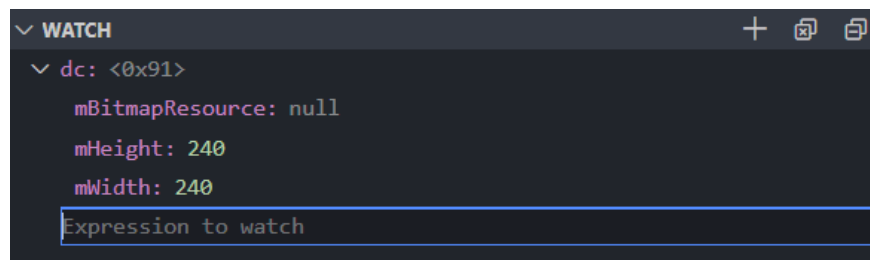 WATCH
dc: <0x91>
mBitmapResource: null
mHeight: 240
mWidth: 240
Expression to watch